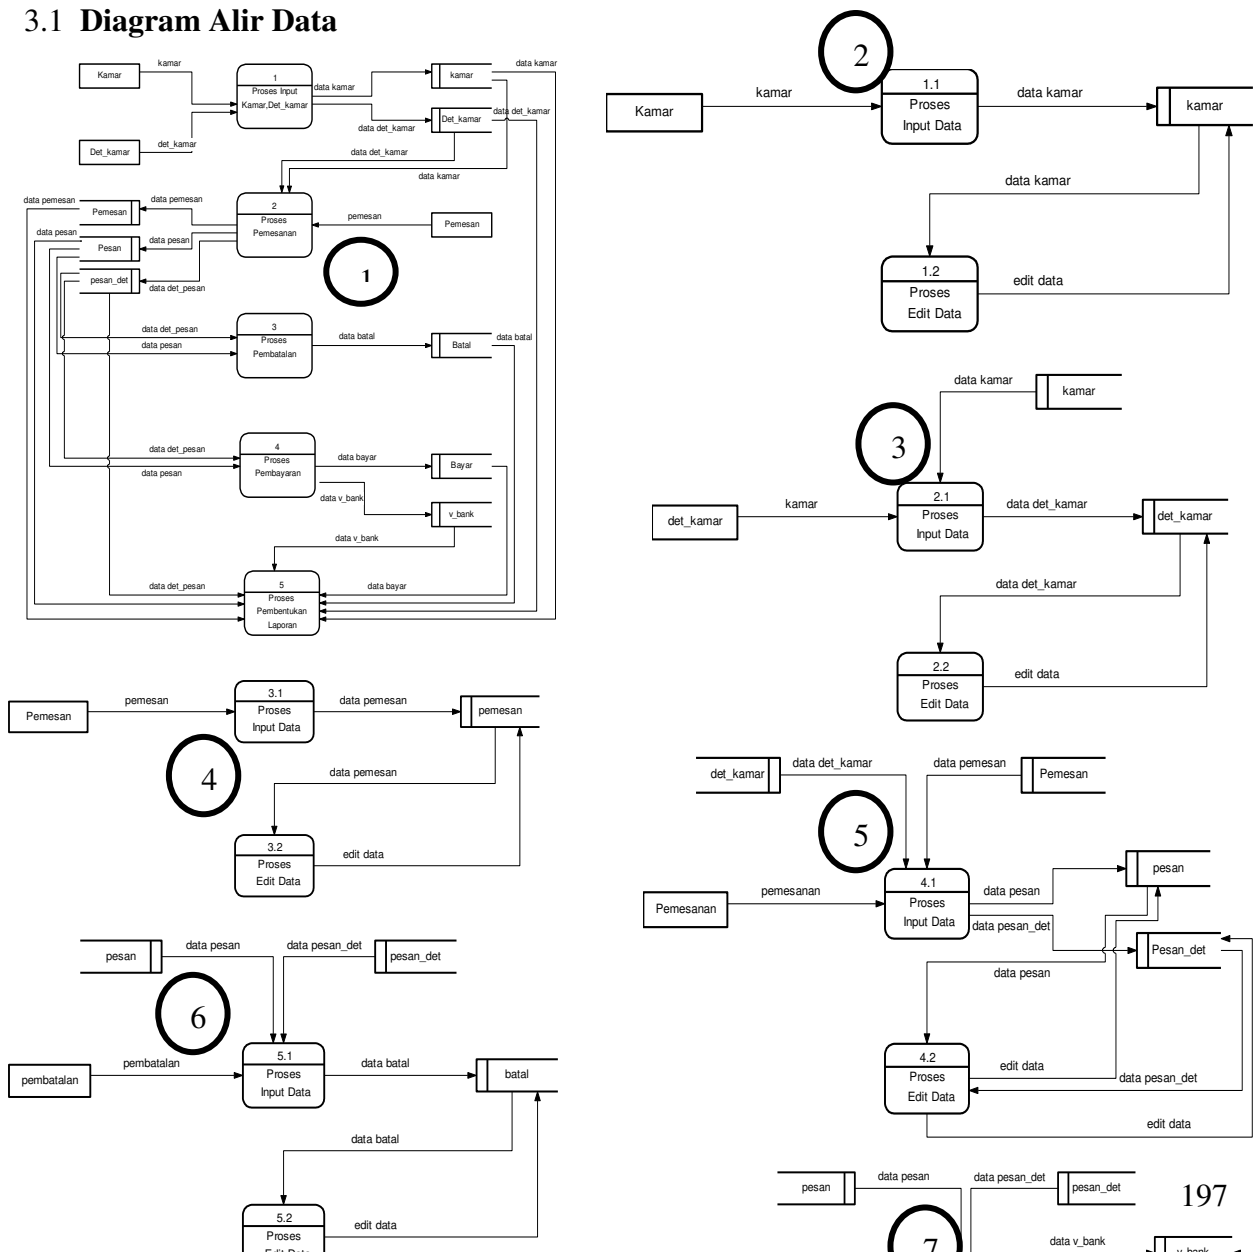 3.1 Diagram Alir Data
Kamar
kamar
1
Proses Input
Kamar,Det_kamar
data kamar
kamar
data kamar
Det_kamar
det_kamar
data det_kamar
Det_kamar
data det_kamar
data det_kamar
data kamar
data pemesan
Pemesan
data pemesan
2
Proses
Pemesanan
pemesan
Pemesan
data pesan
Pesan
data pesan
pesan_det
data det_pesan
1
data det_pesan
data pesan
3
Proses
Pembatalan
data batal
Batal
data batal
data det_pesan
data pesan
4
Proses
Pembayaran
data bayar
Bayar
data v_bank
v_bank
data v_bank
data det_pesan
5
Proses
Pembentukan
Laporan
data bayar
Pemesan
pemesan
3.1
Proses
Input Data
data pemesan
pemesan
4
data pemesan
3.2
Proses
Edit Data
edit data
pesan
data pesan
data pesan_det
pesan_det
6
pembatalan
pembatalan
5.1
Proses
Input Data
data batal
batal
data batal
5.2
Proses
Edit Data
edit data
2
Kamar
kamar
1.1
Proses
Input Data
data kamar
kamar
data kamar
1.2
Proses
Edit Data
edit data
data kamar
kamar
3
det_kamar
kamar
2.1
Proses
Input Data
data det_kamar
det_kamar
data det_kamar
2.2
Proses
Edit Data
edit data
det_kamar
data det_kamar
data pemesan
Pemesan
5
Pemesanan
pemesanan
4.1
Proses
Input Data
data pesan
pesan
data pesan_det
Pesan_det
data pesan
4.2
Proses
Edit Data
edit data
data pesan_det
edit data
pesan
data pesan
data pesan_det
pesan_det
197
7
data v_bank
v_bank